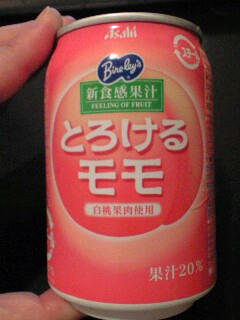 Asahi
Bireley's
新食感果汁
FEELING OF FRUIT
とろける
モモ
白桃果肉使用
果汁20%